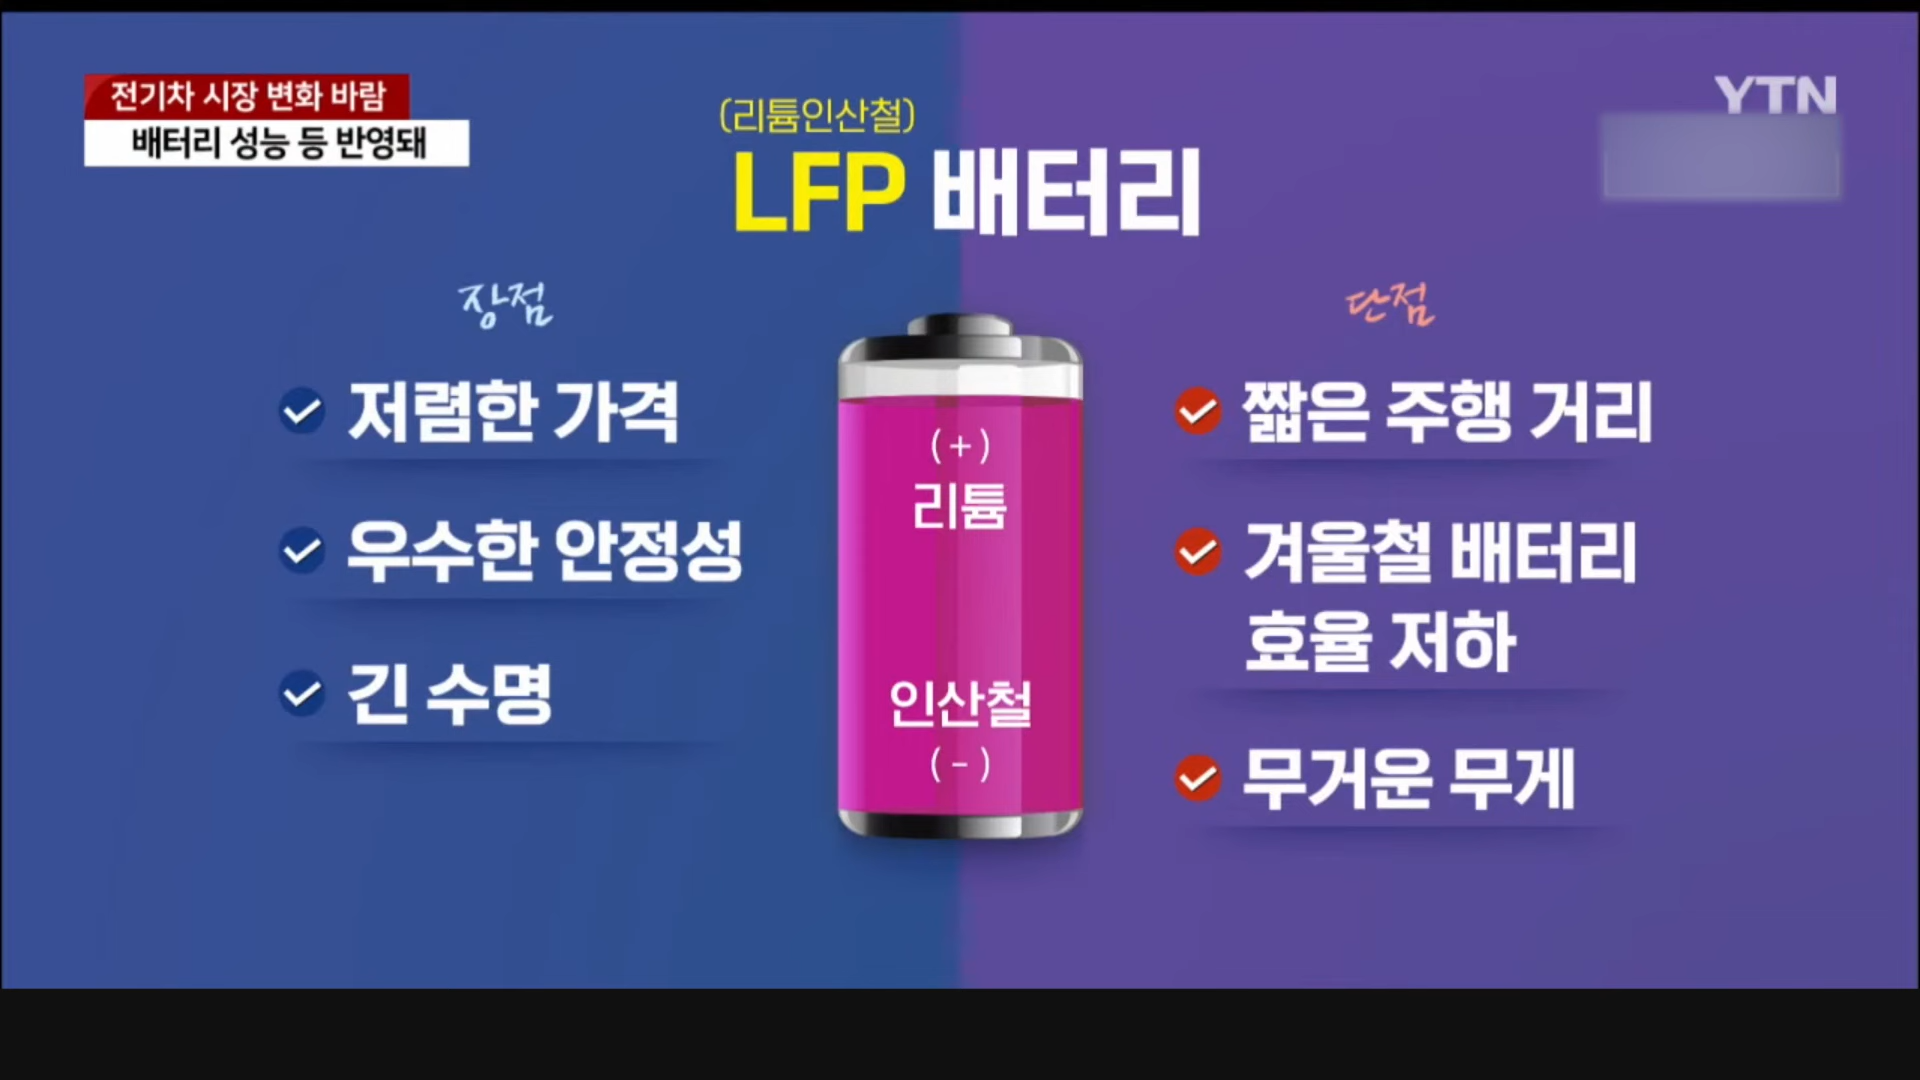 전기차 시장 변화 바람
배터리 성능 등 반영돼
YTN
(리튬인산철)
LFP 배터리
장점
저렴한 가격
우수한 안정성
긴 수명
(+)
리튬
인산철
(-)
단점
짧은 주행 거리
겨울철 배터리
효율 저하
무거운 무게